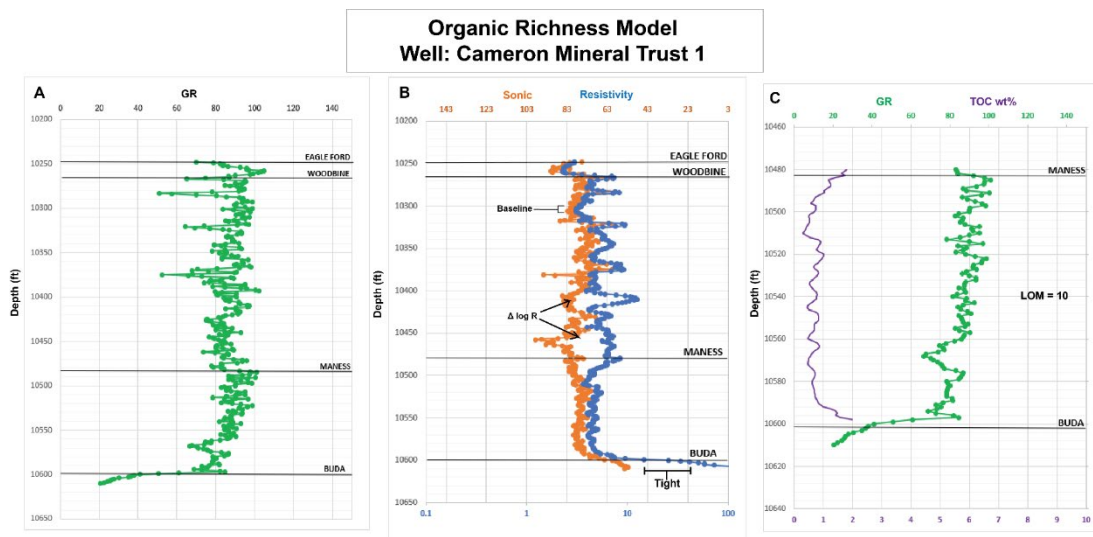 Organic Richness Model
Well: Cameron Mineral Trust 1
A
GR
0 20 40 60 80 100 120 140
Depth (ft)
10200
10250
10300
10350
10400
10450
10500
10550
10600
10650
EAGLE FORD
WOODBINE
MANESS
BUDA
B
Sonic Resistivity
143 123 103 83 63 43 23 3
Depth (ft)
10200
10250
10300
10350
10400
10450
10500
10550
10600
10650
EAGLE FORD
WOODBINE
Baseline
Δ log R
MANESS
BUDA
Tight
0.1 1 10 100
C
GR TOC wt%
0 20 40 60 80 100 120 140
Depth (ft)
10460
10480
10500
10520
10540
10560
10580
10600
10620
10640
MANESS
LOM = 10
BUDA
0 1 2 3 4 5 6 7 8 9 10